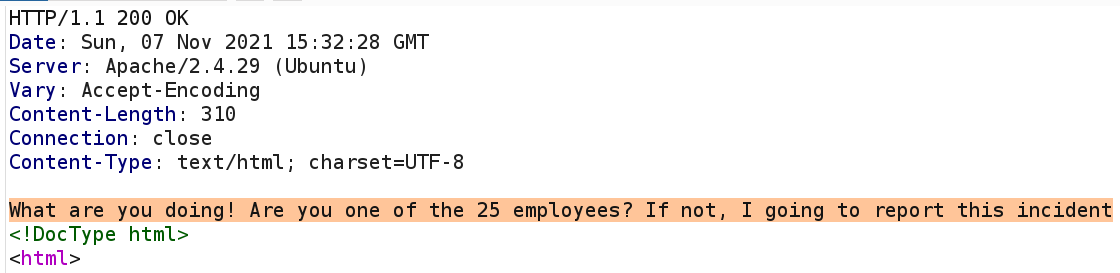 HTTP/1.1 200 OK
Date: Sun, 07 Nov 2021 15:32:28 GMT
Server: Apache/2.4.29 (Ubuntu)
Vary: Accept-Encoding
Content-Length: 310
Connection: close
Content-Type: text/html; charset=UTF-8

What are you doing! Are you one of the 25 employees? If not, I going to report this incident
<!DocType html>
<html>